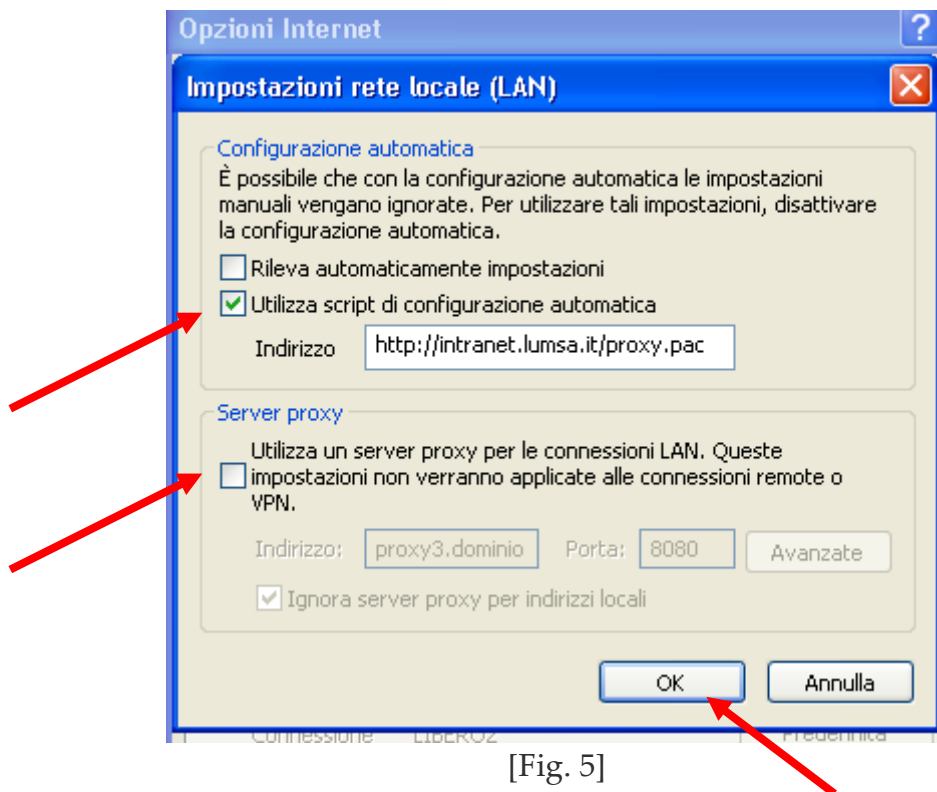 Opzioni Internet
?
Impostazioni rete locale (LAN)
Configurazione automatica
È possibile che con la configurazione automatica le impostazioni
manuali vengano ignorate. Per utilizzare tali impostazioni, disattivare
la configurazione automatica.
Rileva automaticamente impostazioni
Utilizza script di configurazione automatica
Indirizzo http://intranet.lumsa.it/proxy.pac
Server proxy
Utilizza un server proxy per le connessioni LAN. Queste
impostazioni non verranno applicate alle connessioni remote o
VPN.
Indirizzo: proxy3.dominio Porta: 8080 Avanzate
Ignora server proxy per indirizzi locali
OK Annulla
Connessione LIBERO2 Predefinita
[Fig. 5]